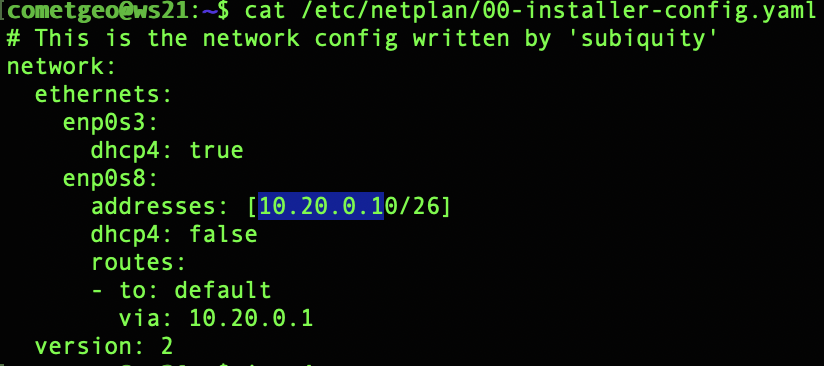 [cometgeo@ws21:~$ cat /etc/netplan/00-installer-config.yaml
# This is the network config written by 'subiquity'
network:
  ethernets:
    enp0s3:
      dhcp4: true
    enp0s8:
      addresses: [10.20.0.10/26]
      dhcp4: false
      routes:
      - to: default
        via: 10.20.0.1
  version: 2